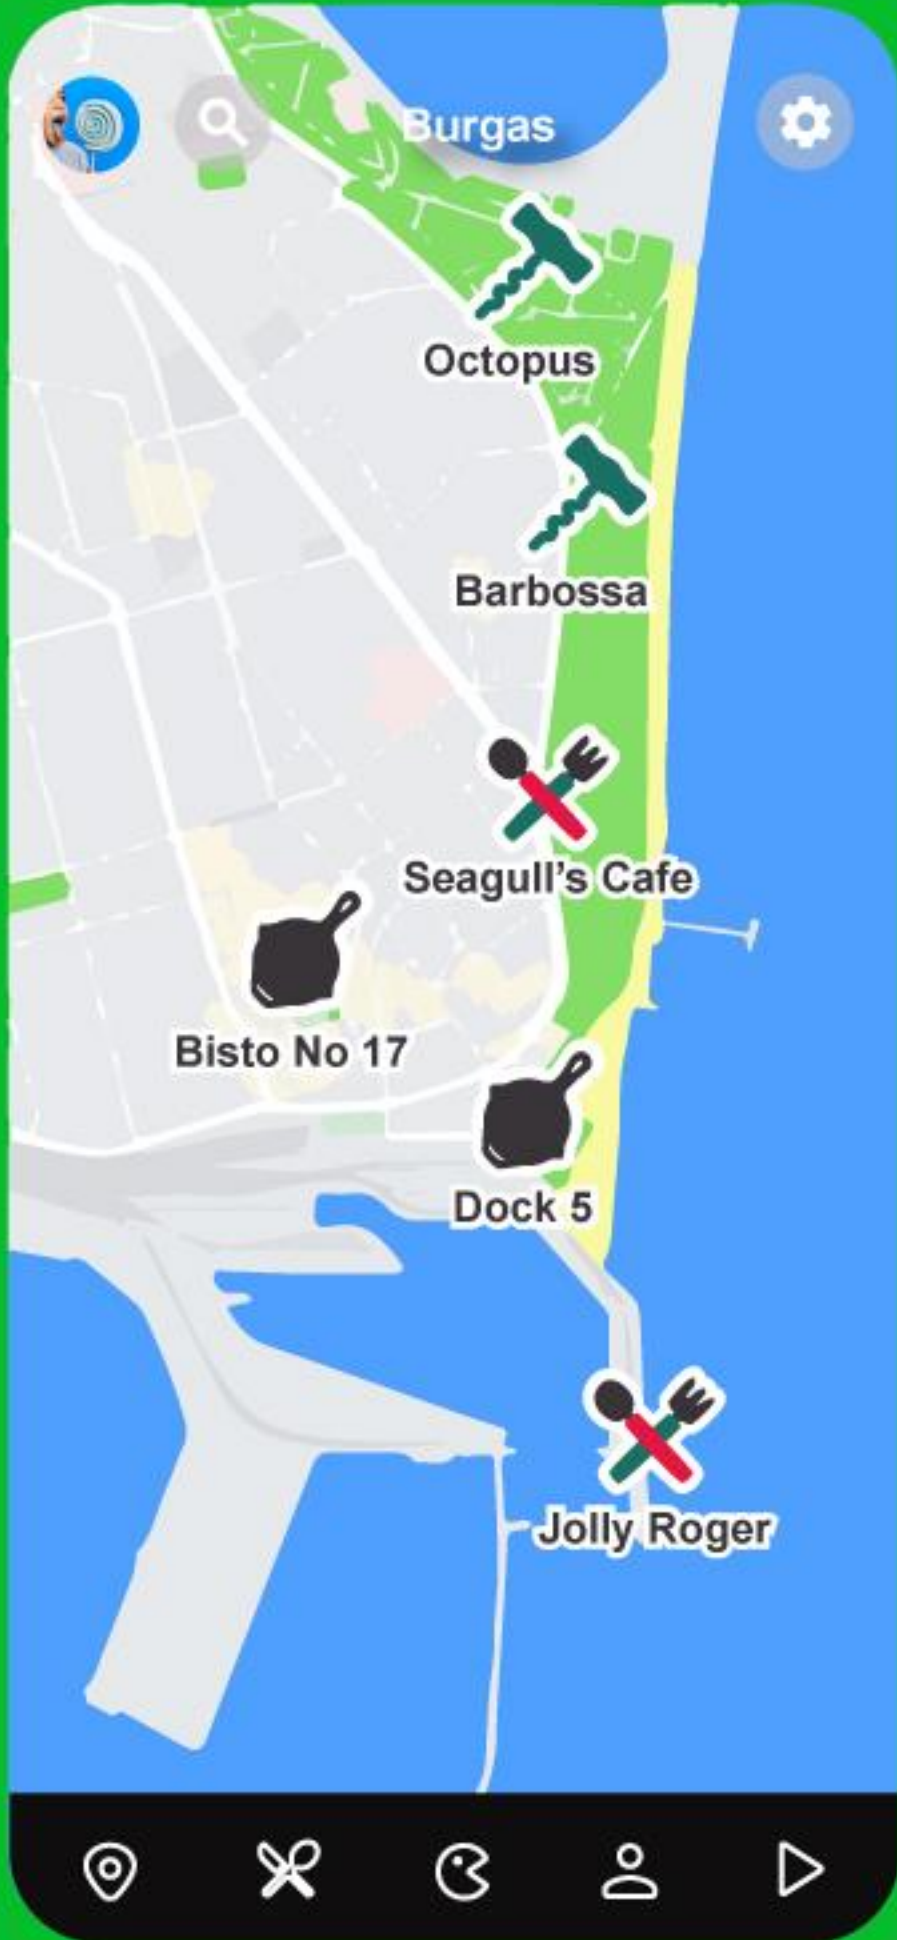 Burgas
Octopus
Barbossa
Seagull’s Cafe
Bisto No 17
Dock 5
Jolly Roger